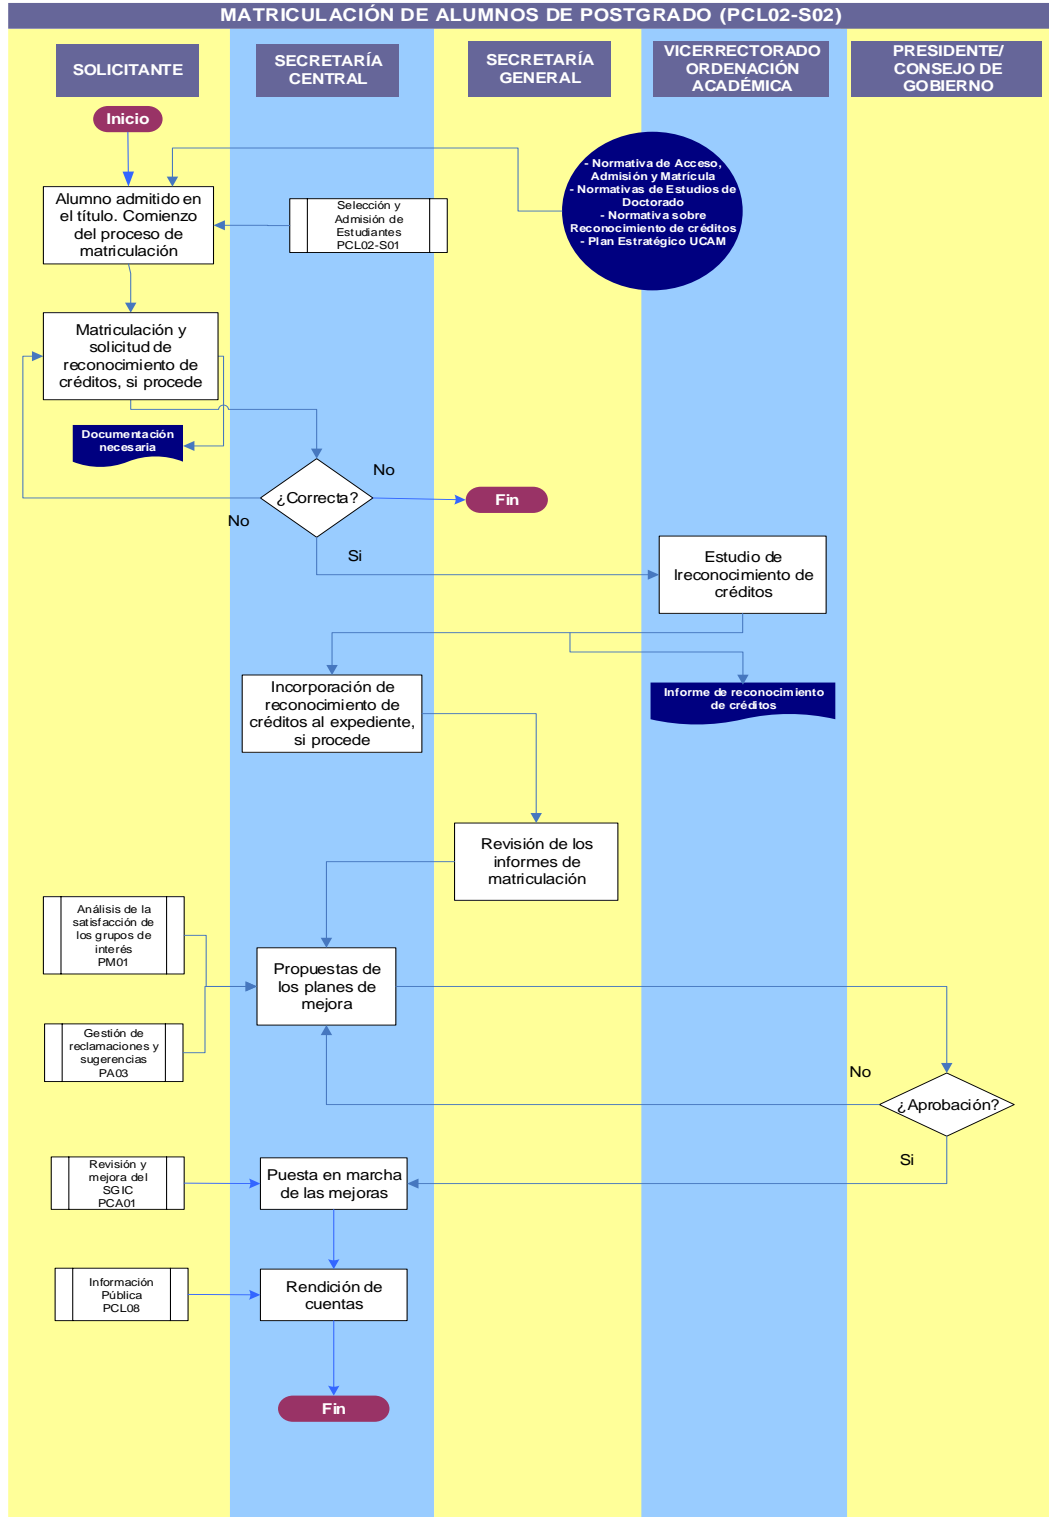 MATRICULACIÓN DE ALUMNOS DE POSTGRADO (PCL02-S02)
SOLICITANTE
SECRETARÍA
CENTRAL
SECRETARÍA
GENERAL
VICERRECTORADO
ORDENACIÓN
ACADÉMICA
PRESIDENTE/
CONSEJO DE
GOBIERNO
Inicio
- Normativa de Acceso,
Admisión y Matrícula
- Normativas de Estudios de
Doctorado
- Normativa sobre
Reconocimiento de créditos
- Plan Estratégico UCAM
Alumno admitido en
el título. Comienzo
del proceso de
matriculación
Selección y
Admisión de
Estudiantes
PCL02-S01
Matriculación y
solicitud de
reconocimiento de
créditos, si procede
Documentación
necesaria
¿Correcta?
No
Fin
No
Si
Estudio de
lreconocimiento de
créditos
Incorporación de
reconocimiento de
créditos al expediente,
si procede
Informe de reconocimiento
de créditos
Revisión de los
informes de
matriculación
Análisis de la
satisfacción de
los grupos de
interés
PM01
Propuestas de
los planes de
mejora
Gestión de
reclamaciones y
sugerencias
PA03
No
¿Aprobación?
Si
Revisión y
mejora del
SGIC
PCA01
Puesta en marcha
de las mejoras
Información
Pública
PCL08
Rendición de
cuentas
Fin